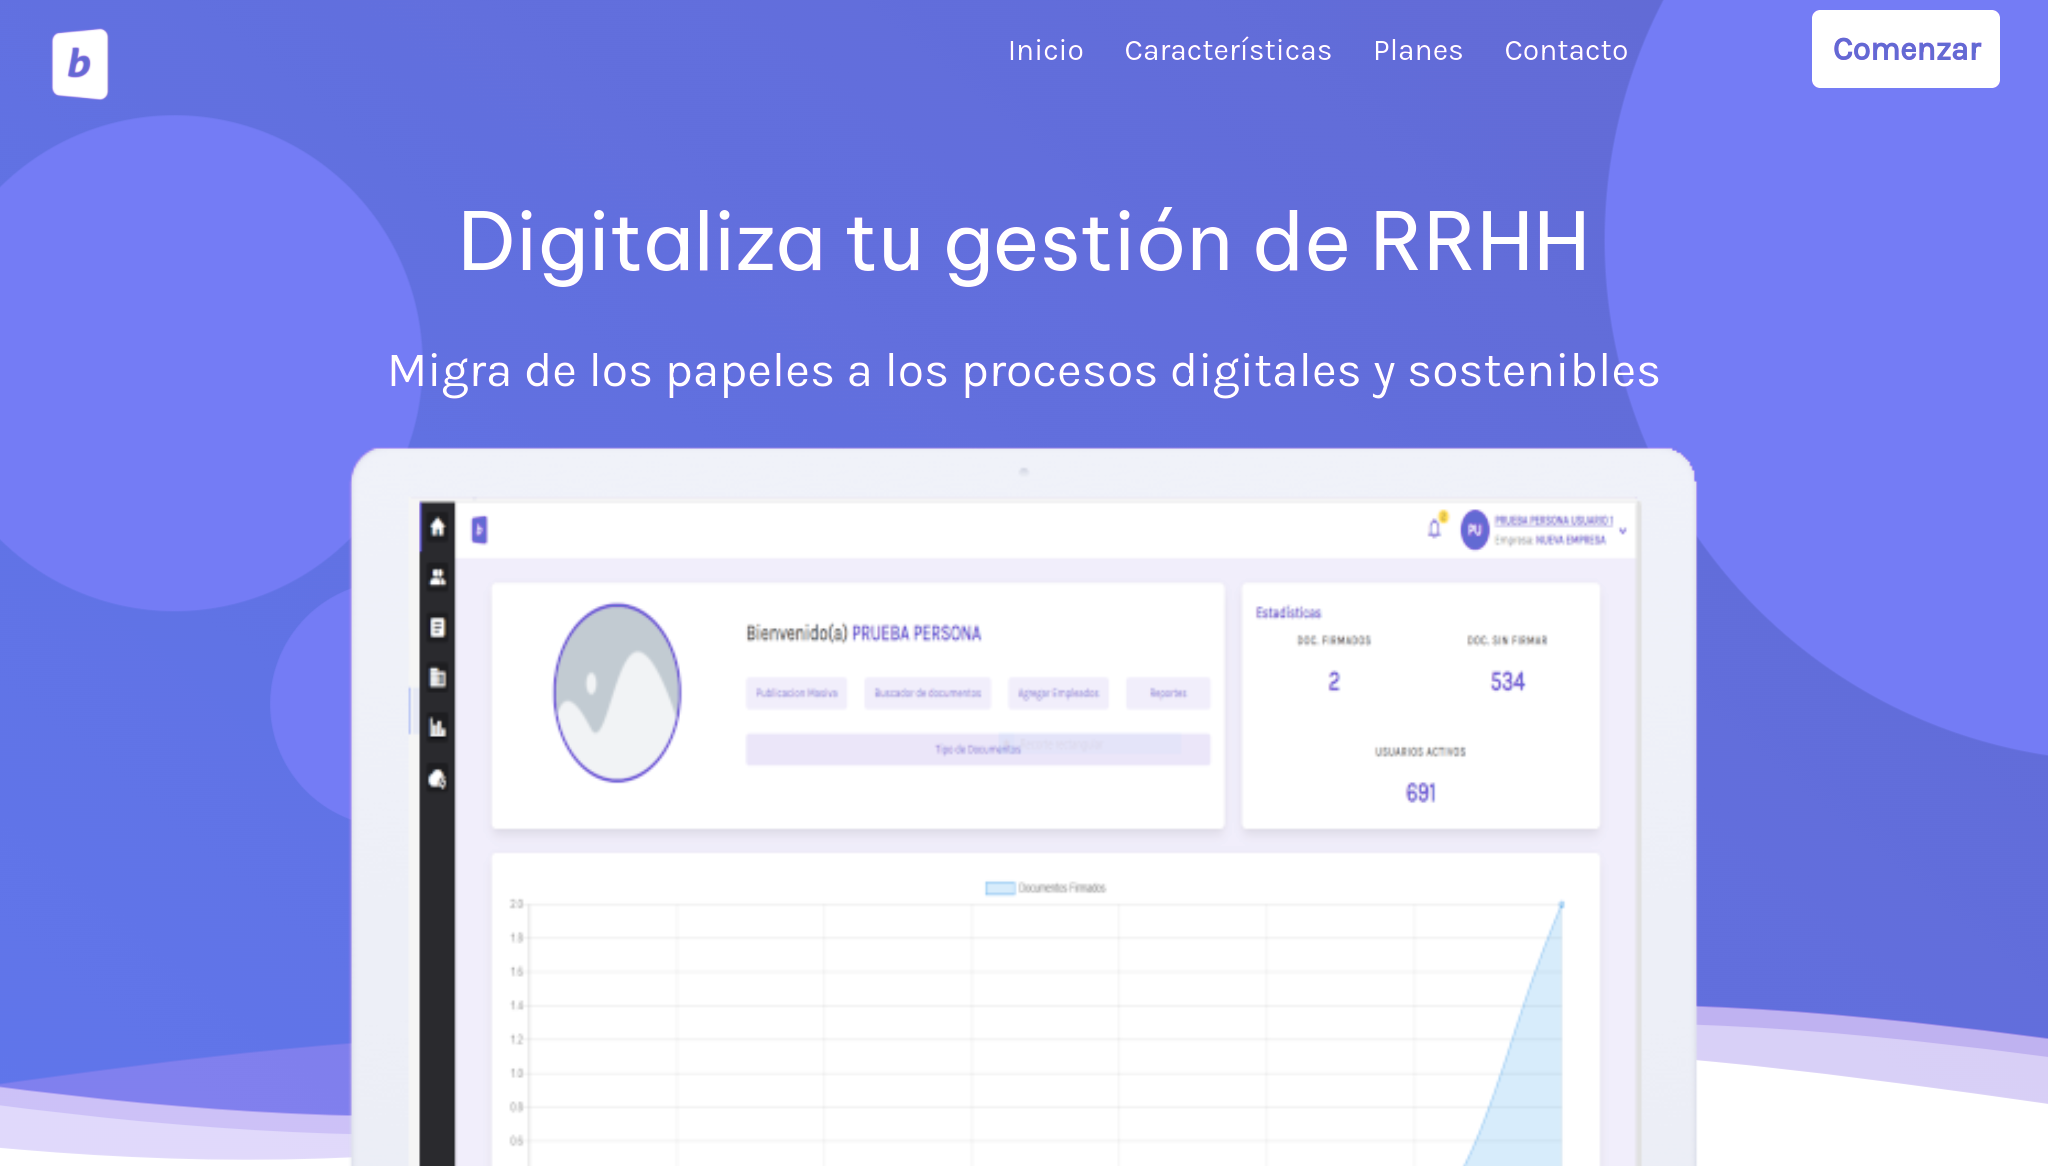 b
Inicio Características Planes Contacto Comenzar
Digitaliza tu gestión de RRHH
Migra de los papeles a los procesos digitales y sostenibles
b
2
PU PRUEBA PERSONA USUARIO 1
Empresa: NUEVA EMPRESA
Bienvenido(a) PRUEBA PERSONA
Publicacion Masiva Buscador de documentos Agregar Empleados Reportes
Tipo de Documentos
Estadísticas
DOC. FIRMADOS DOC. SIN FIRMAR
2 534
USUARIOS ACTIVOS
691
Documentos Firmados
2.0
1.8
1.6
1.4
1.2
1.0
0.8
0.6